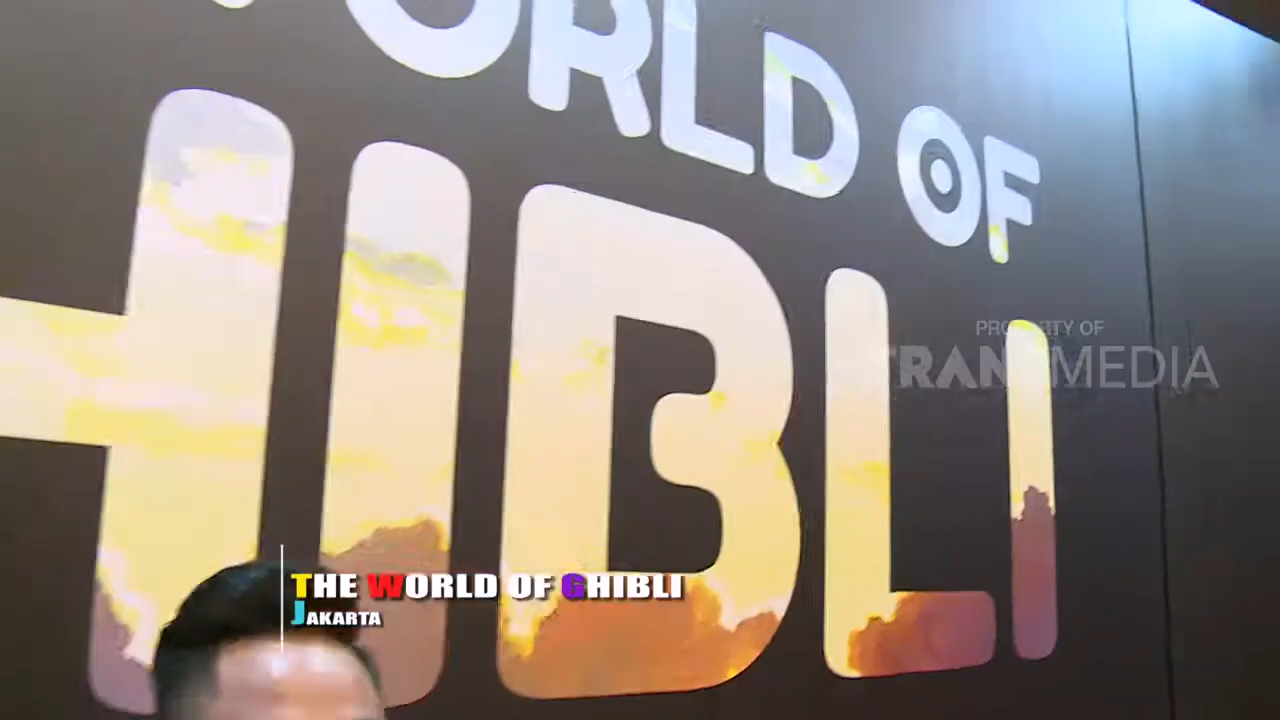 ORLD OF
HIBLI
PROPERTY OF
TRANSMEDIA
THE WORLD OF GHIBLI
JAKARTA